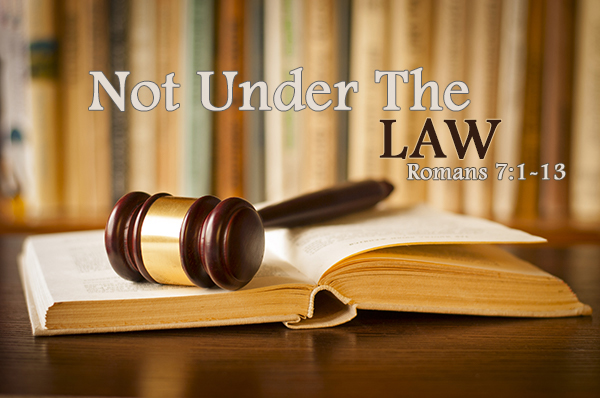 Not Under The
LAW
Romans 7:1-13